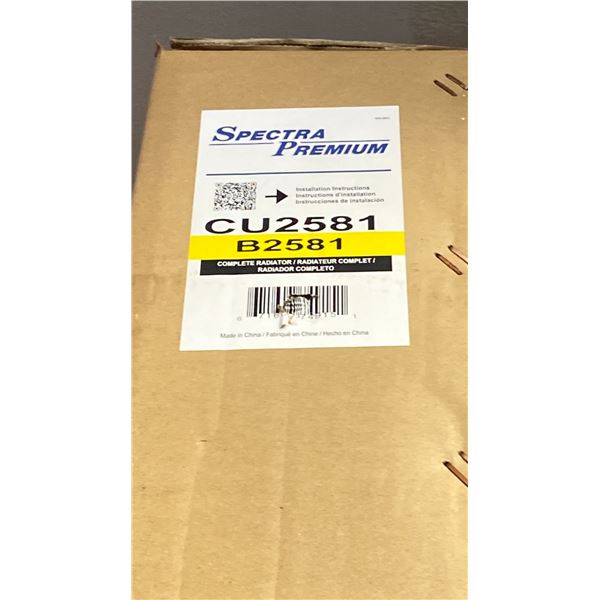 SPECTRA
PREMIUM
Installation Instructions
Instructions d'installation
Instrucciones de instalación
CU2581
B2581
COMPLETE RADIATOR / RADIATEUR COMPLET /
RADIADOR COMPLETO
Made in China / Fabriqué en Chine / Hecho en China